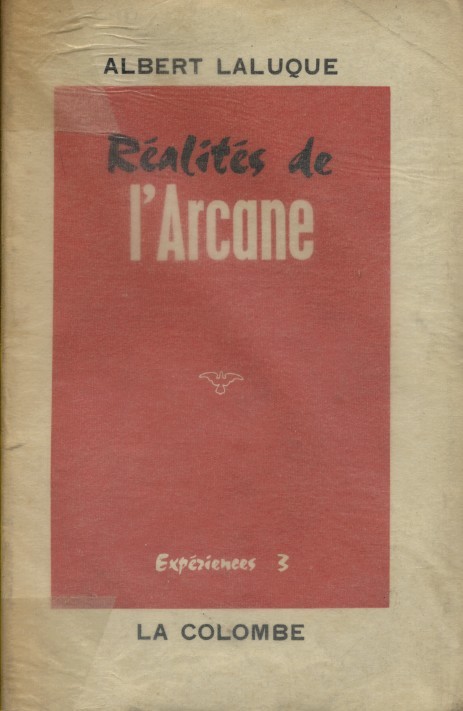 ALBERT LALUQUE
Réalités de
l'Arcane
Expériences 3
LA COLOMBE